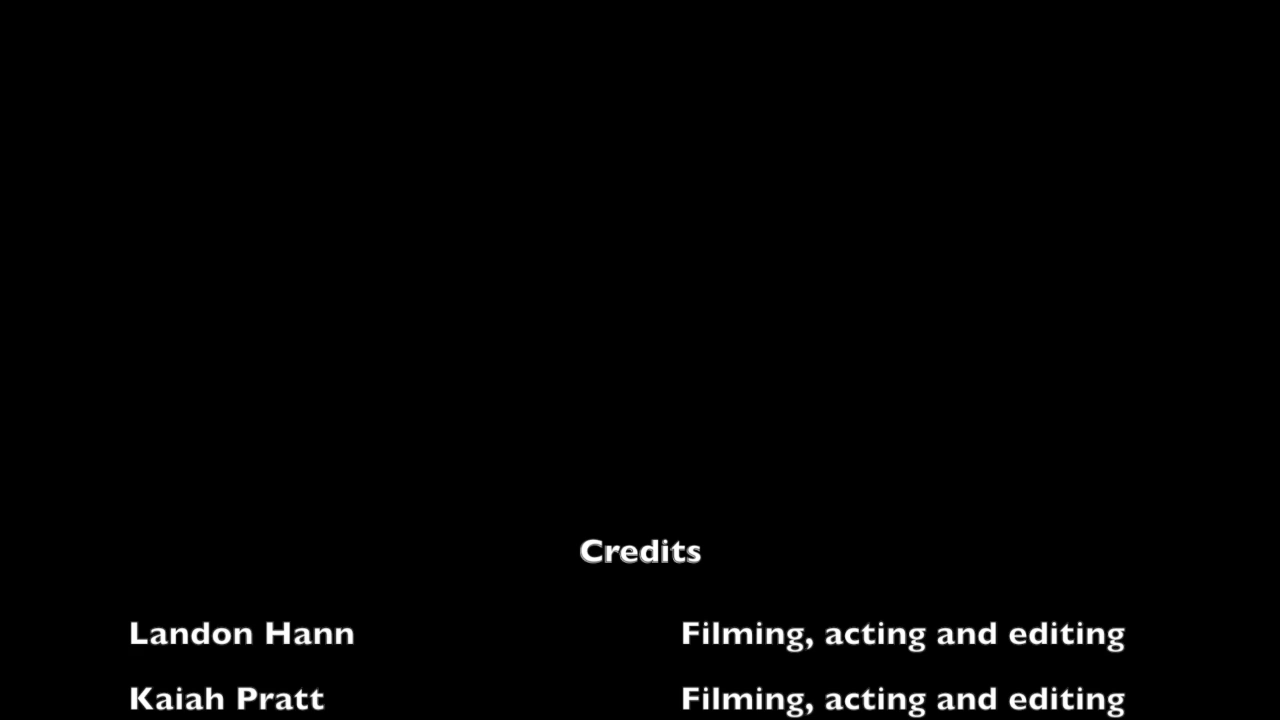 Credits
Landon Hann Filming, acting and editing
Kaiah Pratt Filming, acting and editing